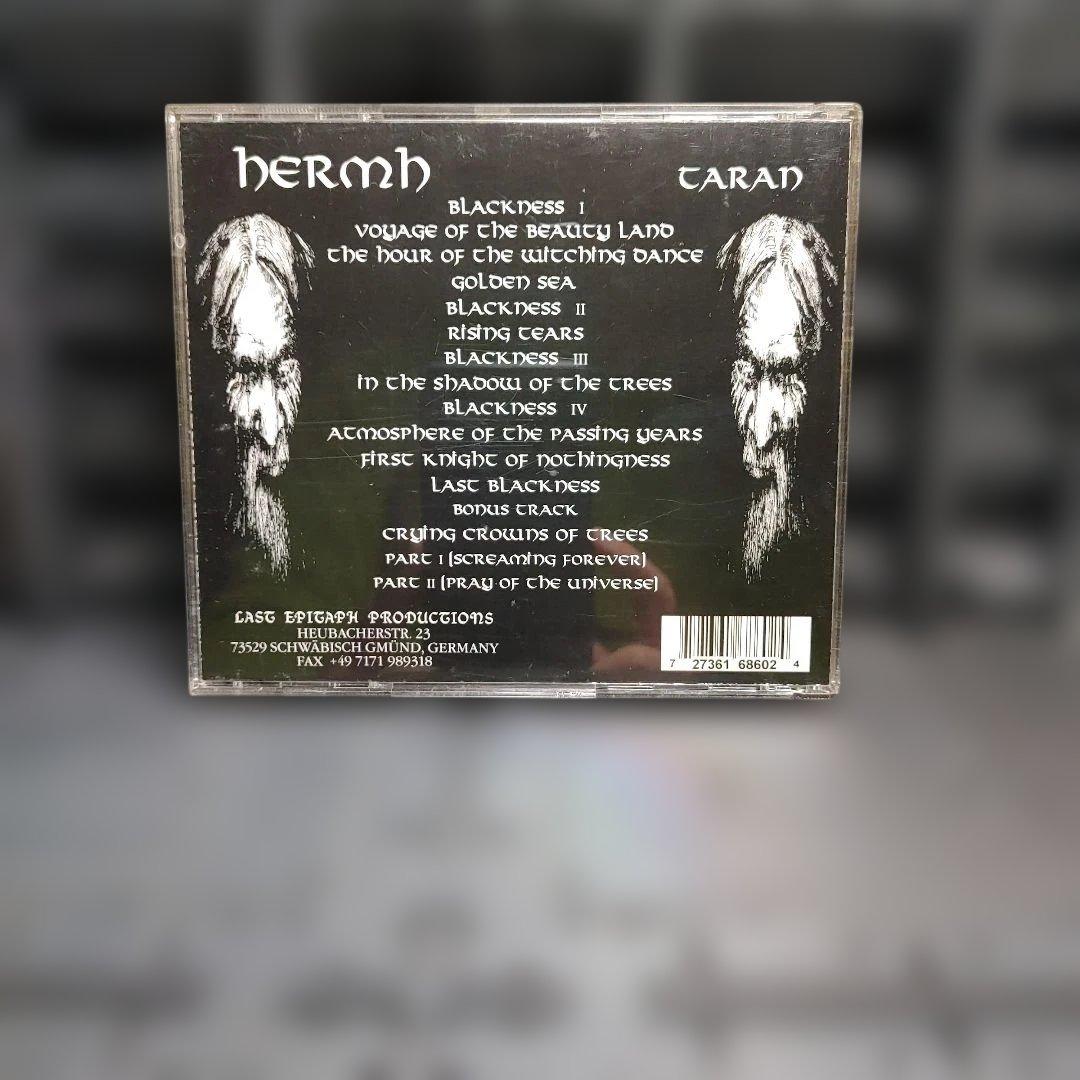 hermh
taran
Blackness I
Voyage of the Beauty Land
The Hour of the Witching Dance
Golden Sea
Blackness II
Rising Tears
Blackness III
In the Shadow of the Trees
Blackness IV
Atmosphere of the Passing Years
First Knight of Nothingness
Last Blackness
Bonus Track
Crying Crowns of Trees
Part I (Screaming Forever)
Part II (Pray of the Universe)
LAST EPITAPH PRODUCTIONS
HEUBACHERSTR. 23
73529 SCHWÄBISCH GMÜND, GERMANY
FAX +49 7171 989318
7 27361 68602 4